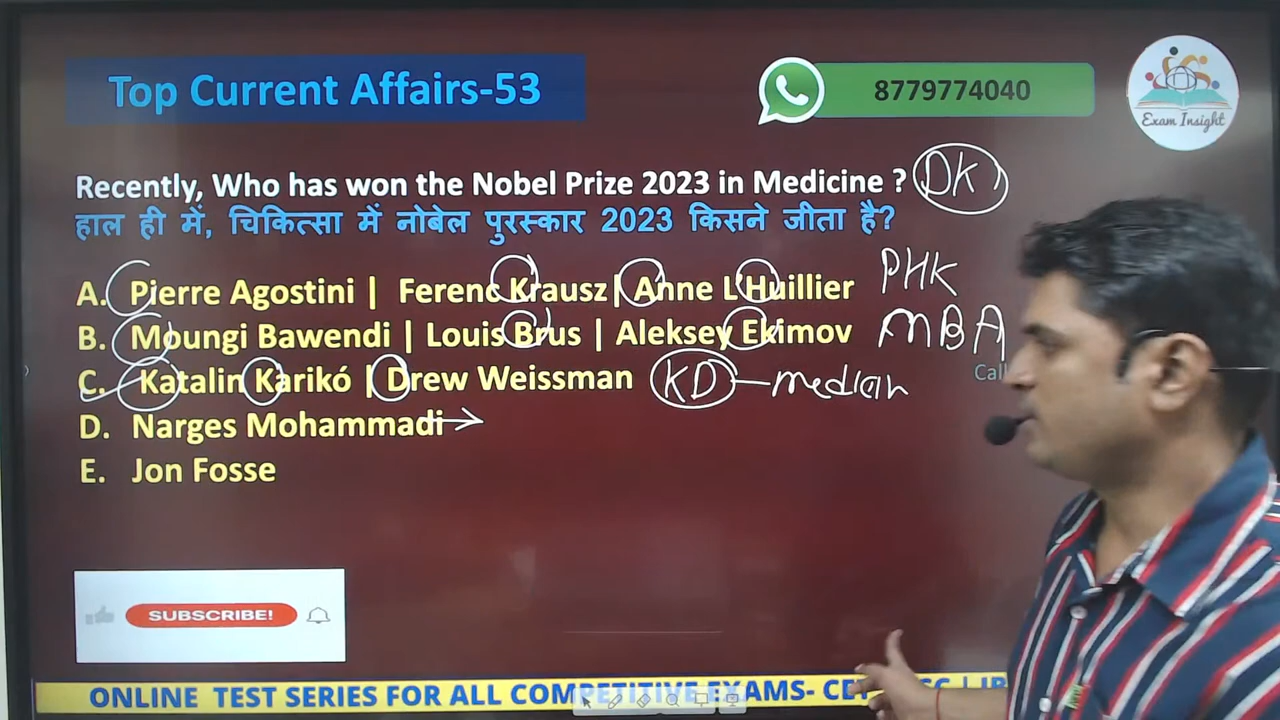 Top Current Affairs-53
8779774040
Exam Insight
Recently, Who has won the Nobel Prize 2023 in Medicine ? DK
हाल ही में, चिकित्सा में नोबेल पुरस्कार 2023 किसने जीता है?
A. Pierre Agostini | Ferenc Krausz | Anne L'Huillier PHK
B. Moungi Bawendi | Louis Brus | Aleksey Ekimov MBA
C. Katalin Karikó | Drew Weissman KD
D. Narges Mohammadi
E. Jon Fosse
SUBSCRIBE!
ONLINE TEST SERIES FOR ALL COMPETITIVE EXAMS-